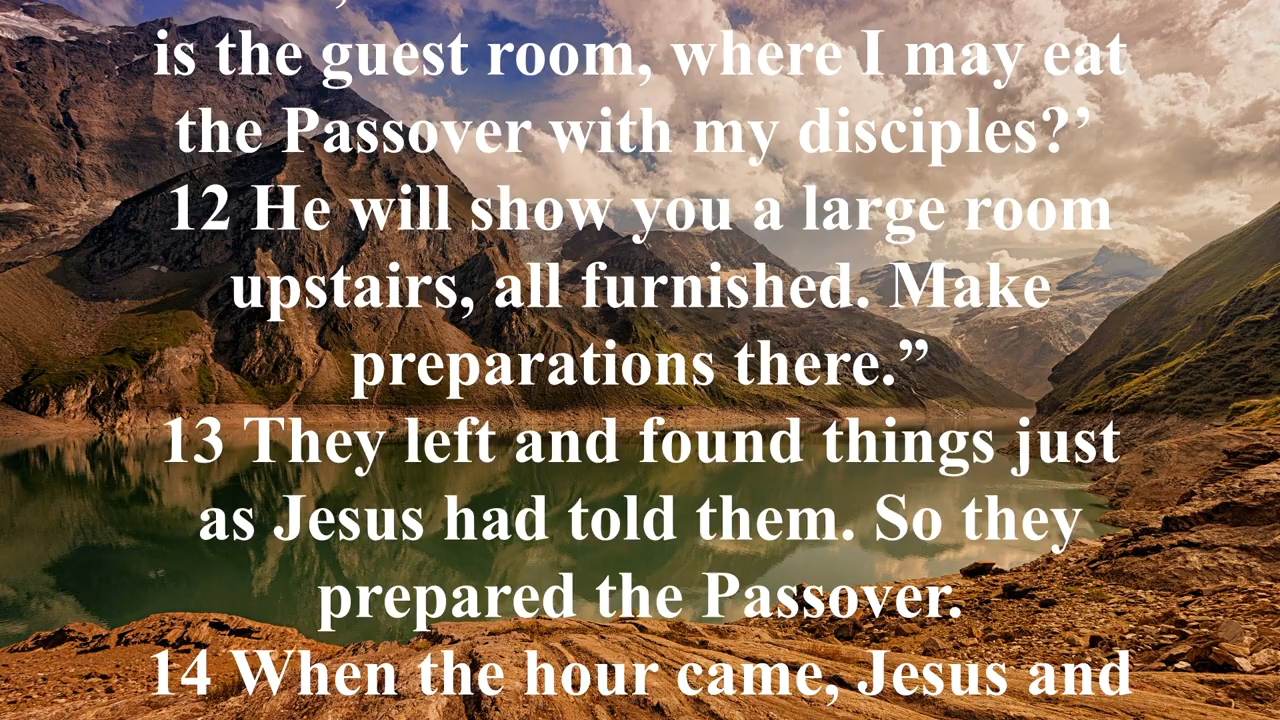 is the guest room, where I may eat
the Passover with my disciples?’
12 He will show you a large room
upstairs, all furnished. Make
preparations there.”
13 They left and found things just
as Jesus had told them. So they
prepared the Passover.
14 When the hour came, Jesus and